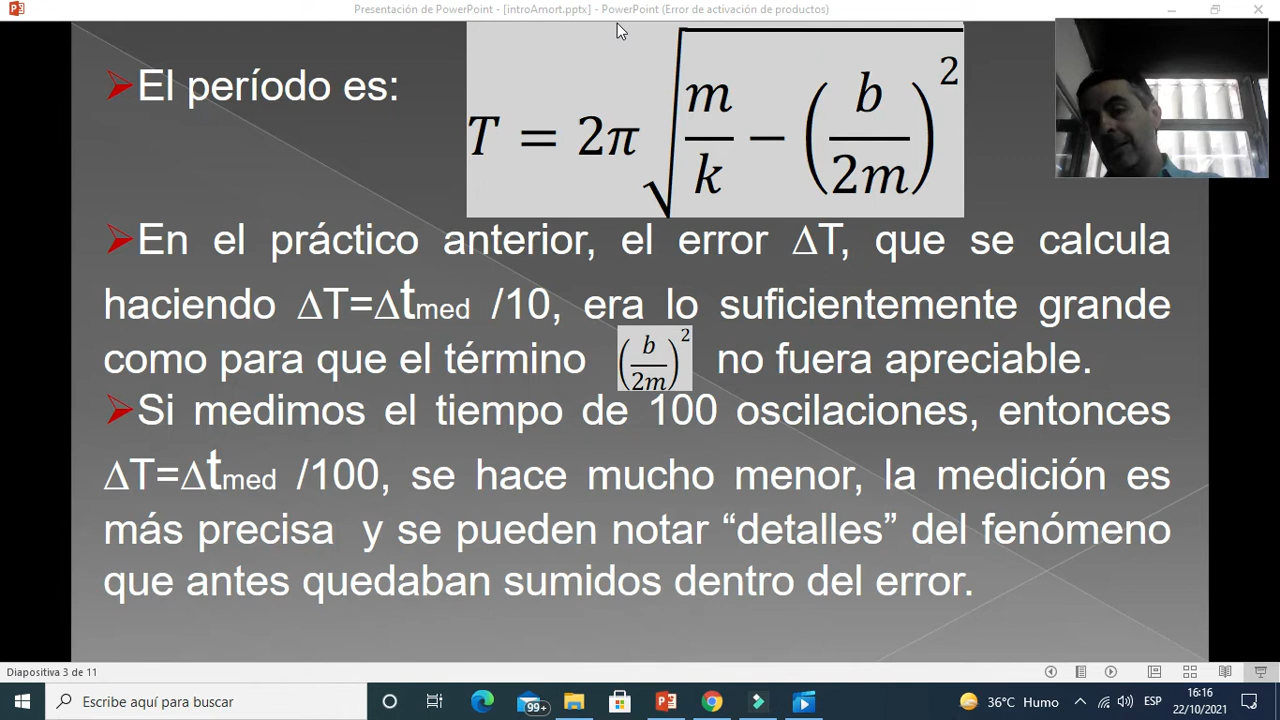 Presentación de PowerPoint - [introAmort.pptx] - PowerPoint (Error de activación de productos)
El período es:
T = 2π √(m/k − (b/2m)²)
En el práctico anterior, el error ΔT, que se calcula
haciendo ΔT=Δtmed /10, era lo suficientemente grande
como para que el término (b/2m)² no fuera apreciable.
Si medimos el tiempo de 100 oscilaciones, entonces
ΔT=Δtmed /100, se hace mucho menor, la medición es
más precisa y se pueden notar “detalles” del fenómeno
que antes quedaban sumidos dentro del error.
Diapositiva 3 de 11
Escribe aquí para buscar
99+
36°C Humo
ESP
16:16
22/10/2021